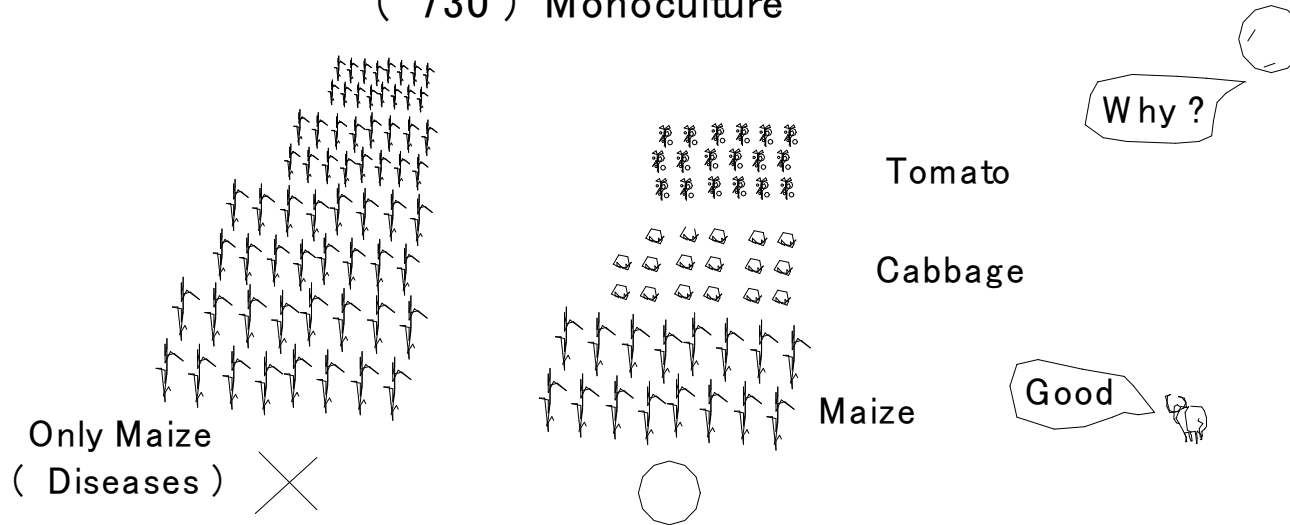 ( 730 ) Monoculture
Why ?
Tomato
Cabbage
Good
Maize
Only Maize
( Diseases )